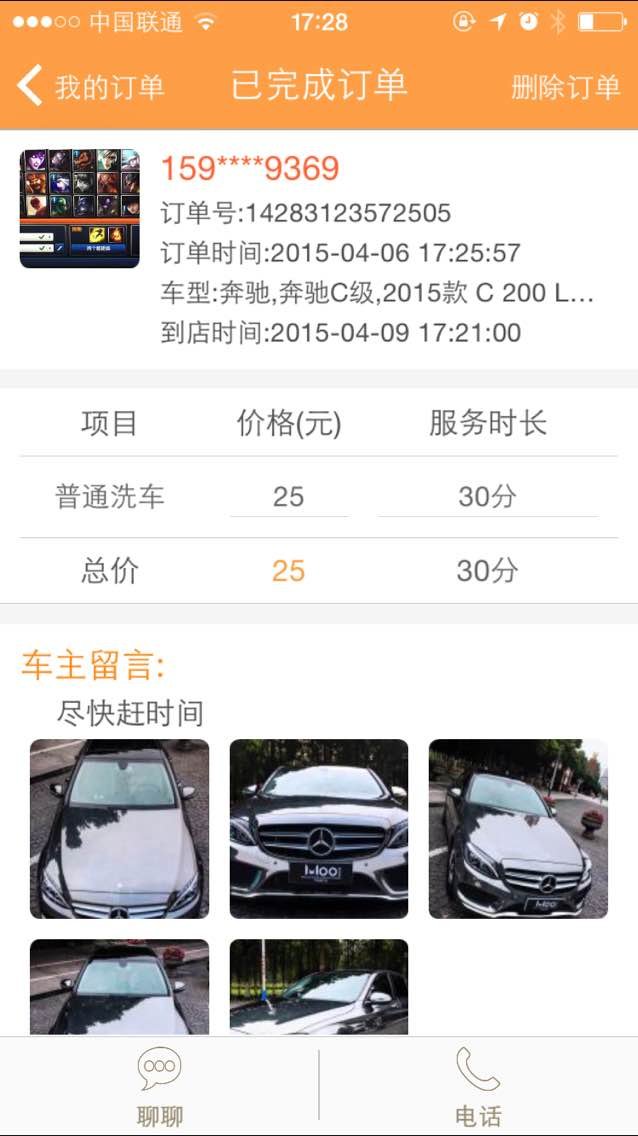 中国联通 17:28
我的订单 已完成订单 删除订单
159****9369
订单号:14283123572505
订单时间:2015-04-06 17:25:57
车型:奔驰,奔驰C级,2015款 C 200 L…
到店时间:2015-04-09 17:21:00
项目 价格(元) 服务时长
普通洗车 25 30分
总价 25 30分
车主留言:
尽快赶时间
聊聊 电话